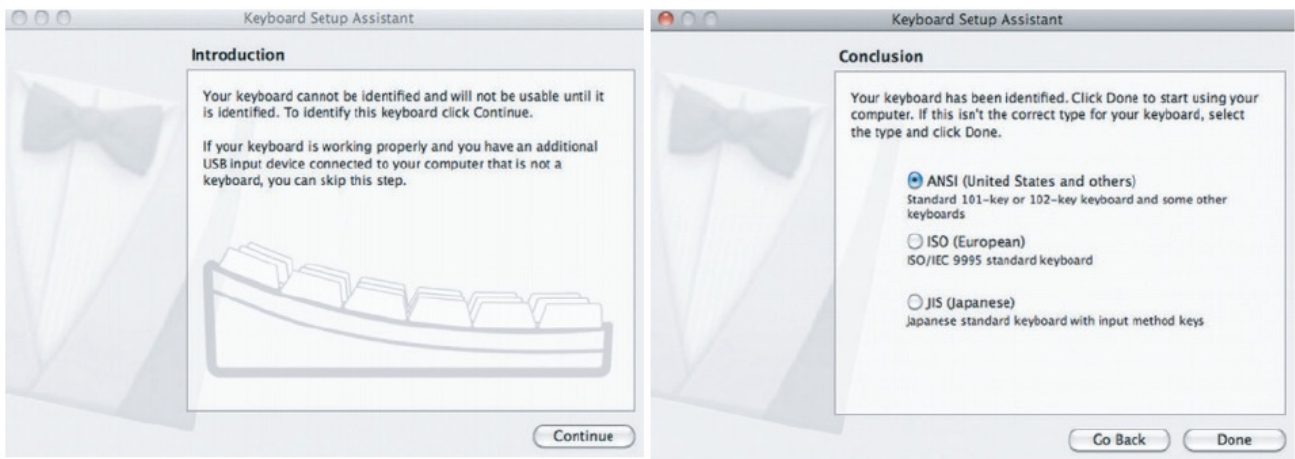 Keyboard Setup Assistant
Introduction
Your keyboard cannot be identified and will not be usable until it
is identified. To identify this keyboard click Continue.
If your keyboard is working properly and you have an additional
USB input device connected to your computer that is not a
keyboard, you can skip this step.
Continue
Keyboard Setup Assistant
Conclusion
Your keyboard has been identified. Click Done to start using your
computer. If this isn't the correct type for your keyboard, select
the type and click Done.
ANSI (United States and others)
Standard 101-key or 102-key keyboard and some other
keyboards
ISO (European)
ISO/IEC 9995 standard keyboard
JIS (Japanese)
Japanese standard keyboard with input method keys
Go Back
Done